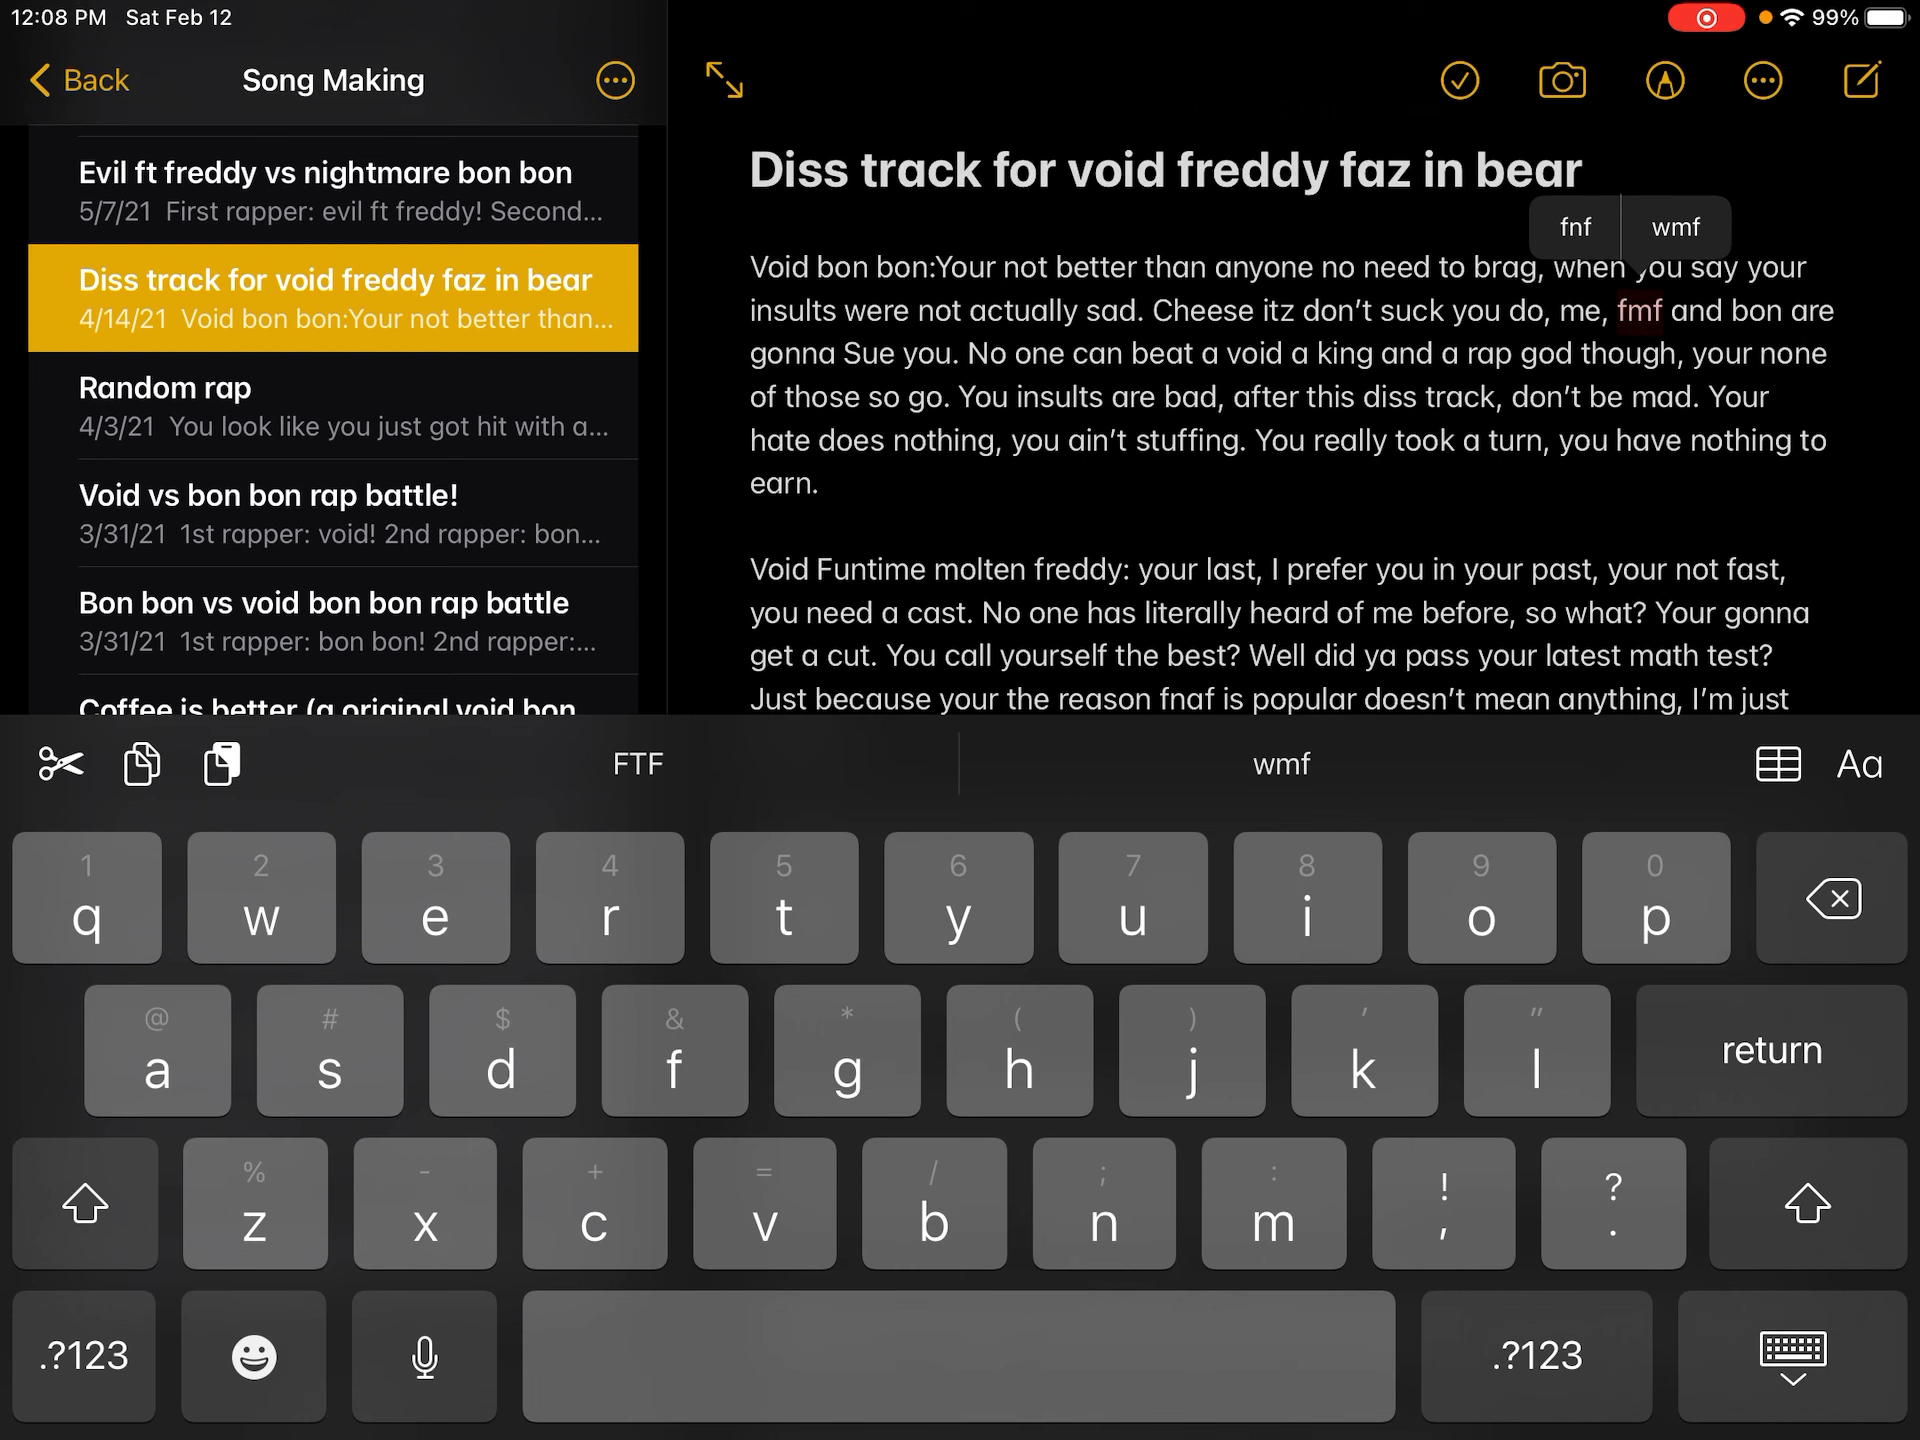 12:08 PM Sat Feb 12
99%
Back
Song Making
Evil ft freddy vs nightmare bon bon
5/7/21 First rapper: evil ft freddy! Second...
Diss track for void freddy faz in bear
4/14/21 Void bon bon:Your not better than...
Random rap
4/3/21 You look like you just got hit with a...
Void vs bon bon rap battle!
3/31/21 1st rapper: void! 2nd rapper: bon...
Bon bon vs void bon bon rap battle
3/31/21 1st rapper: bon bon! 2nd rapper:...
Coffee is better (a original void bon
Diss track for void freddy faz in bear
fnf wmf
Void bon bon:Your not better than anyone no need to brag, when you say your
insults were not actually sad. Cheese itz don’t suck you do, me, fmf and bon are
gonna Sue you. No one can beat a void a king and a rap god though, your none
of those so go. You insults are bad, after this diss track, don’t be mad. Your
hate does nothing, you ain’t stuffing. You really took a turn, you have nothing to
earn.
Void Funtime molten freddy: your last, I prefer you in your past, your not fast,
you need a cast. No one has literally heard of me before, so what? Your gonna
get a cut. You call yourself the best? Well did ya pass your latest math test?
Just because your the reason fnaf is popular doesn’t mean anything, I’m just
FTF wmf Aa
1 2 3 4 5 6 7 8 9 0
q w e r t y u i o p
@ # $ & * ( ) ’ ”
a s d f g h j k l return
% - + = / ; : ! ?
z x c v b n m , .
.?123 .?123